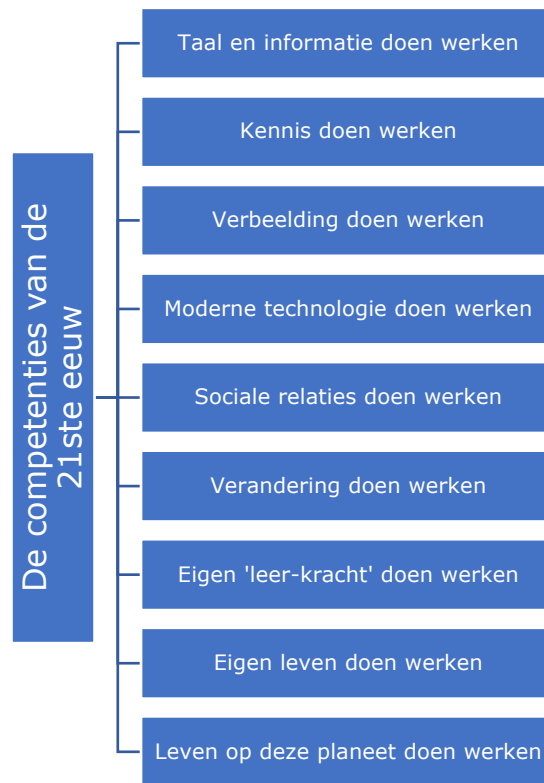 De competenties van de
21ste eeuw
Taal en informatie doen werken
Kennis doen werken
Verbeelding doen werken
Moderne technologie doen werken
Sociale relaties doen werken
Verandering doen werken
Eigen 'leer-kracht' doen werken
Eigen leven doen werken
Leven op deze planeet doen werken